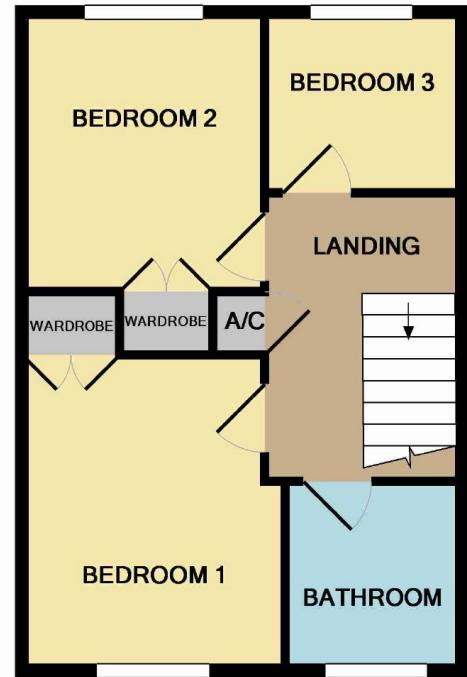 BEDROOM 2
BEDROOM 3
LANDING
WARDROBE
WARDROBE
A/C
BEDROOM 1
BATHROOM